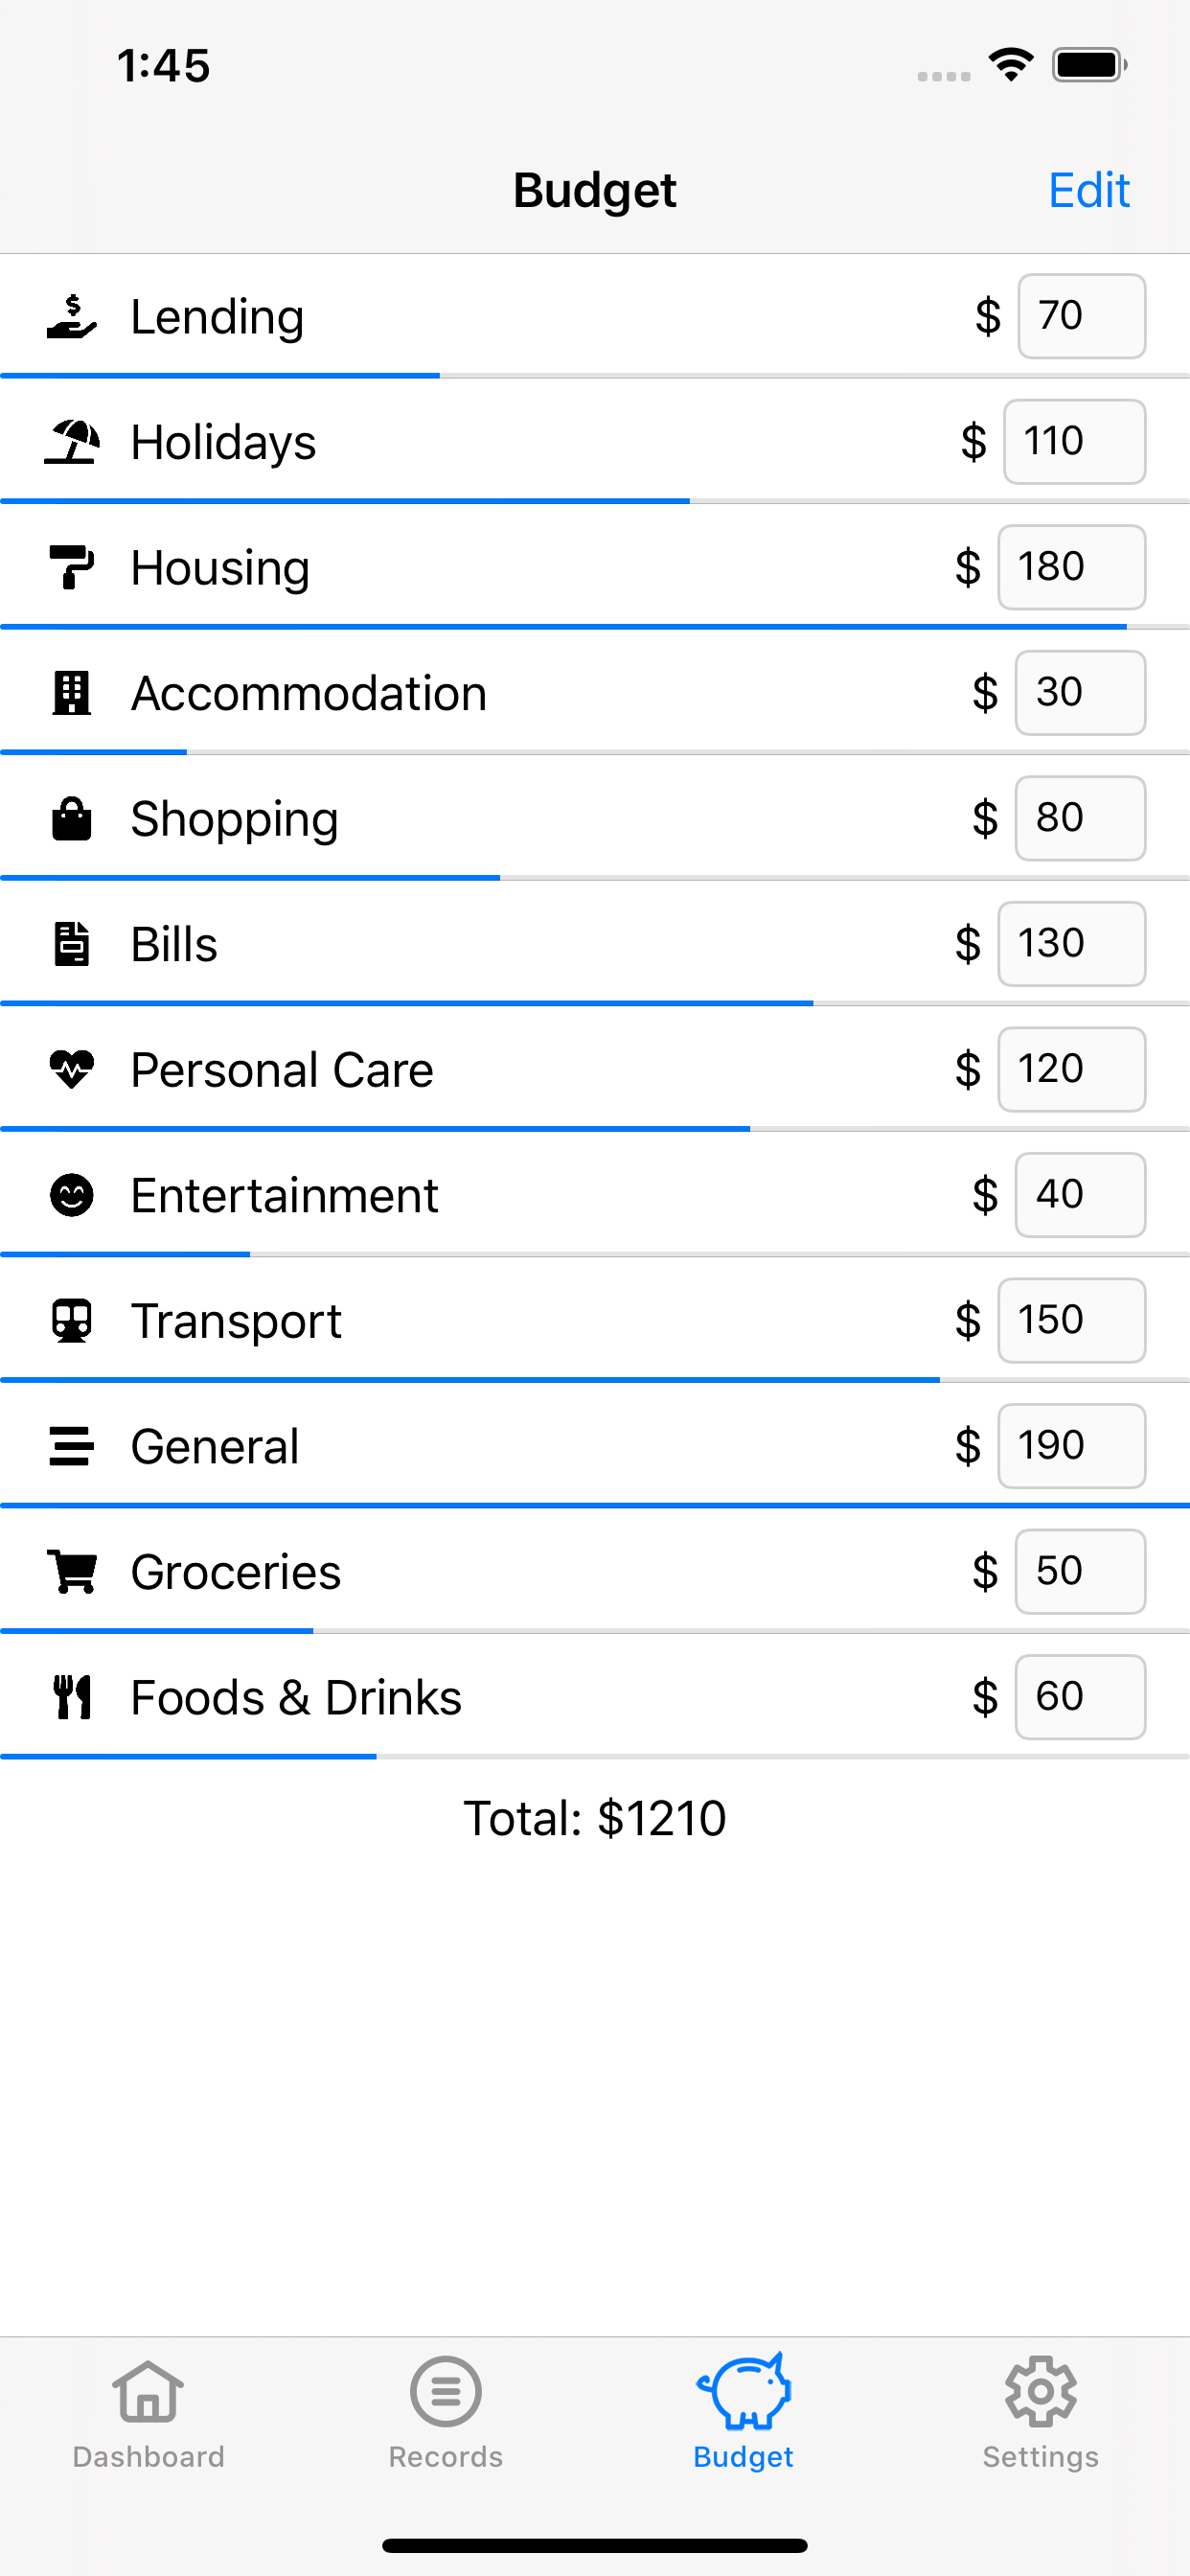 1:45
Budget Edit
Lending $ 70
Holidays $ 110
Housing $ 180
Accommodation $ 30
Shopping $ 80
Bills $ 130
Personal Care $ 120
Entertainment $ 40
Transport $ 150
General $ 190
Groceries $ 50
Foods & Drinks $ 60
Total: $1210
Dashboard Records Budget Settings